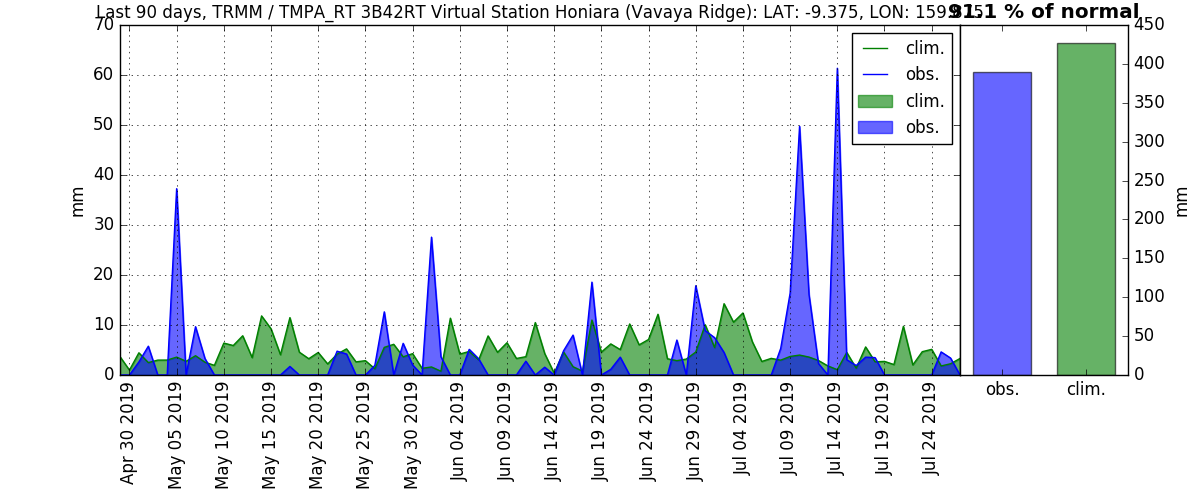 Last 90 days, TRMM / TMPA_RT 3B42RT Virtual Station Honiara (Vavaya Ridge): LAT: -9.375, LON:
91.1 % of normal
70
60
50
40
30
20
10
0
mm
clim.
obs.
clim.
obs.
450
400
350
300
250
200
150
100
50
0
mm
obs.
clim.
Apr 30 2019
May 05 2019
May 10 2019
May 15 2019
May 20 2019
May 25 2019
May 30 2019
Jun 04 2019
Jun 09 2019
Jun 14 2019
Jun 19 2019
Jun 24 2019
Jun 29 2019
Jul 04 2019
Jul 09 2019
Jul 14 2019
Jul 19 2019
Jul 24 2019